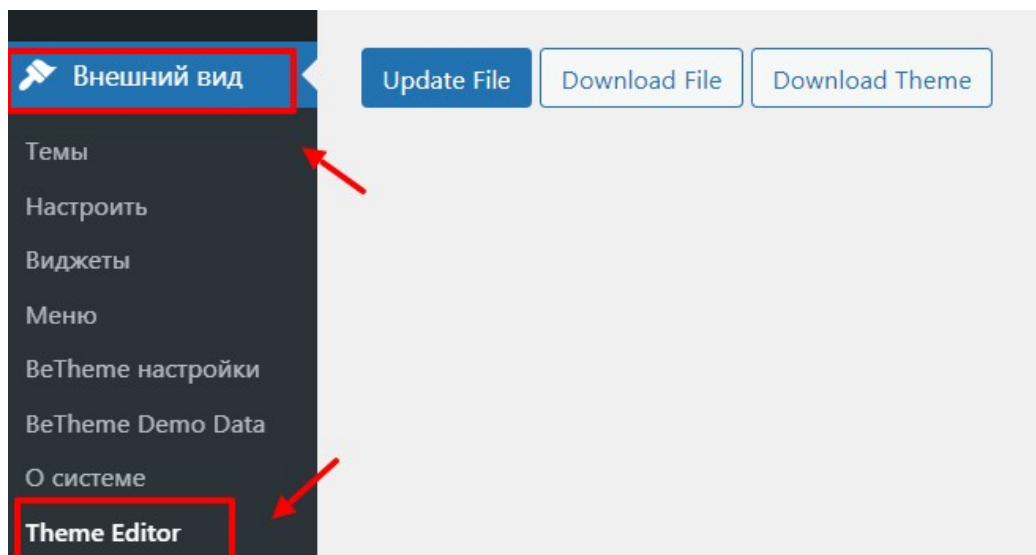 Внешний вид
Update File
Download File
Download Theme
Темы
Настроить
Виджеты
Меню
BeTheme настройки
BeTheme Demo Data
О системе
Theme Editor